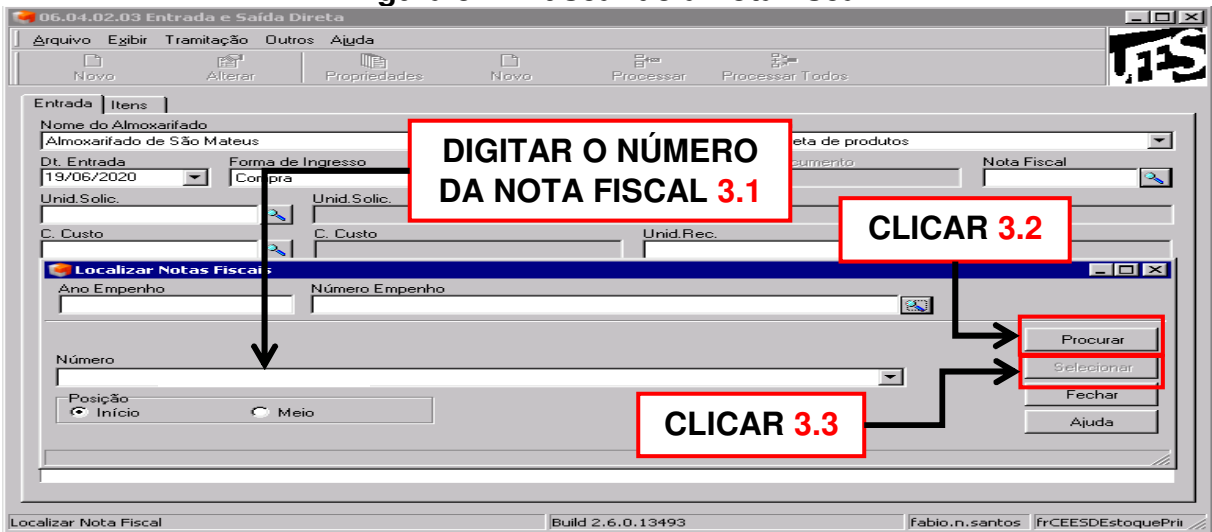 06.04.02.03 Entrada e Saída Direta
Arquivo Exibir Tramitação Outros Ajuda
Novo Alterar Propriedades Novo Processar Processar Todos
Entrada Itens
Nome do Almoxarifado
Almoxarifado de São Mateus
eta de produtos
Dt. Entrada Forma de Ingresso
Nota Fiscal
19/06/2020 Compra
DIGITAR O NÚMERO
DA NOTA FISCAL 3.1
Unid.Solic. Unid.Solic.
CLICAR 3.2
C. Custo C. Custo Unid.Rec.
Localizar Notas Fiscais
Ano Empenho Número Empenho
Procurar
Número
Selecionar
Posição
Início Meio
Fechar
CLICAR 3.3
Ajuda
Localizar Nota Fiscal Build 2.6.0.13493 fabio.n.santos frCEESDEstoquePrii